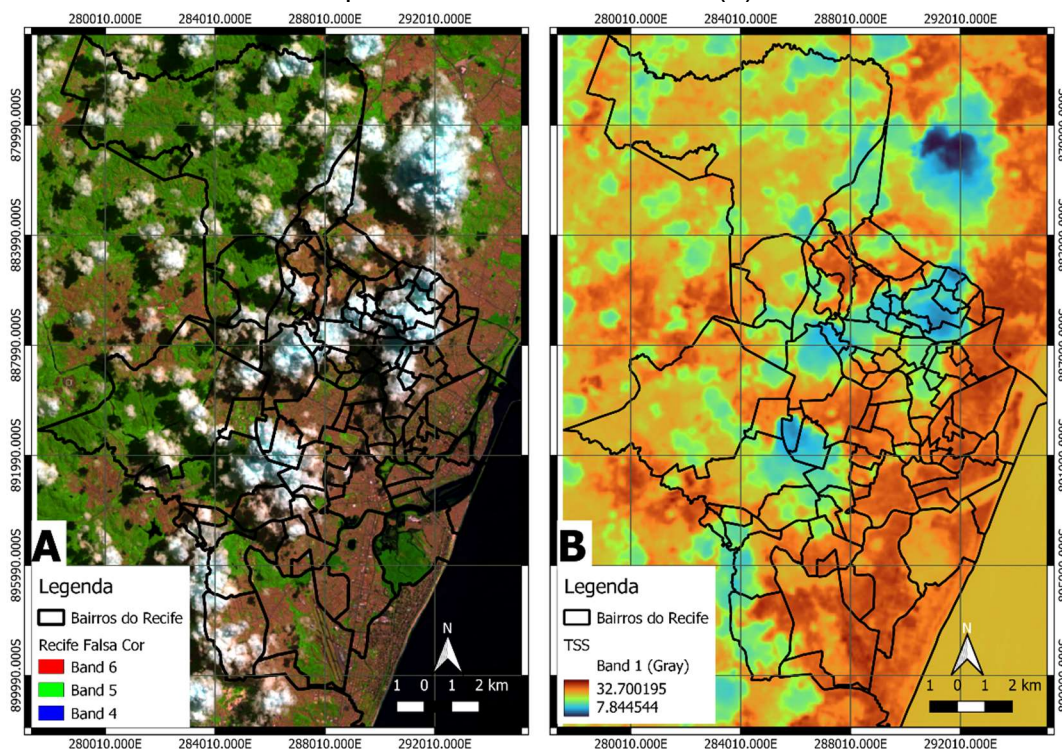 280010.000E 284010.000E 288010.000E 292010.000E
280010.000E 284010.000E 288010.000E 292010.000E
879990.000S
883990.000S
887990.000S
891990.000S
895990.000S
899990.000S
A
Legenda
Bairros do Recife
Recife Falsa Cor
Band 6
Band 5
Band 4
N
1 0 1 2 km
B
Legenda
Bairros do Recife
TSS
Band 1 (Gray)
32.700195
7.844544
N
1 0 1 2 km
280010.000E 284010.000E 288010.000E 292010.000E
280010.000E 284010.000E 288010.000E 292010.000E